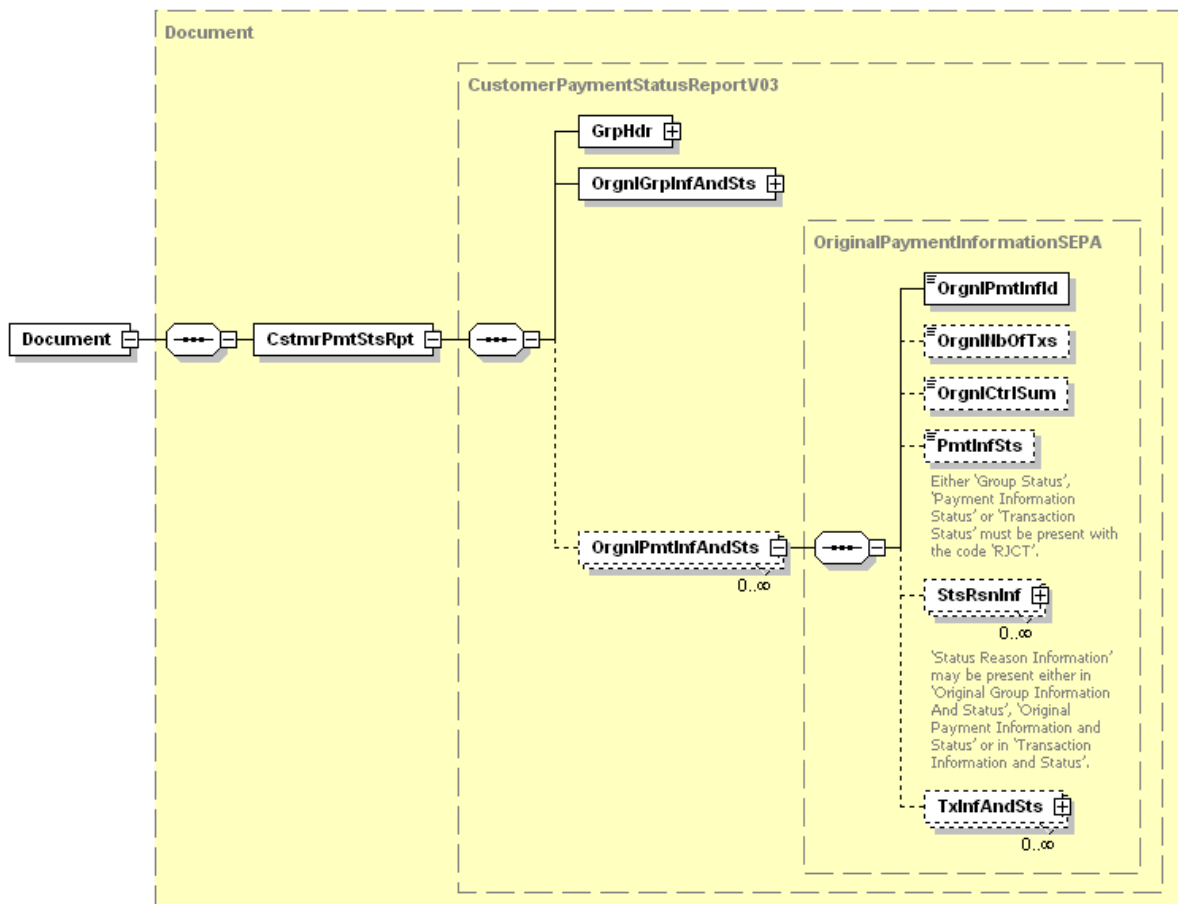 Document
CustomerPaymentStatusReportV03
GrpHdr
OrgnlGrpInfAndSts
OriginalPaymentInformationSEPA
OrgnlPmtInfId
Document
CstmrPmtStsRpt
OrgnlNbOfTxs
OrgnlCtrlSum
PmtInfSts
Either 'Group Status',
'Payment Information
Status' or 'Transaction
Status' must be present with
the code 'RJCT'.
OrgnlPmtInfAndSts
0..∞
StsRsnInf
0..∞
'Status Reason Information'
may be present either in
'Original Group Information
And Status', 'Original
Payment Information and
Status' or in 'Transaction
Information and Status'.
TxInfAndSts
0..∞